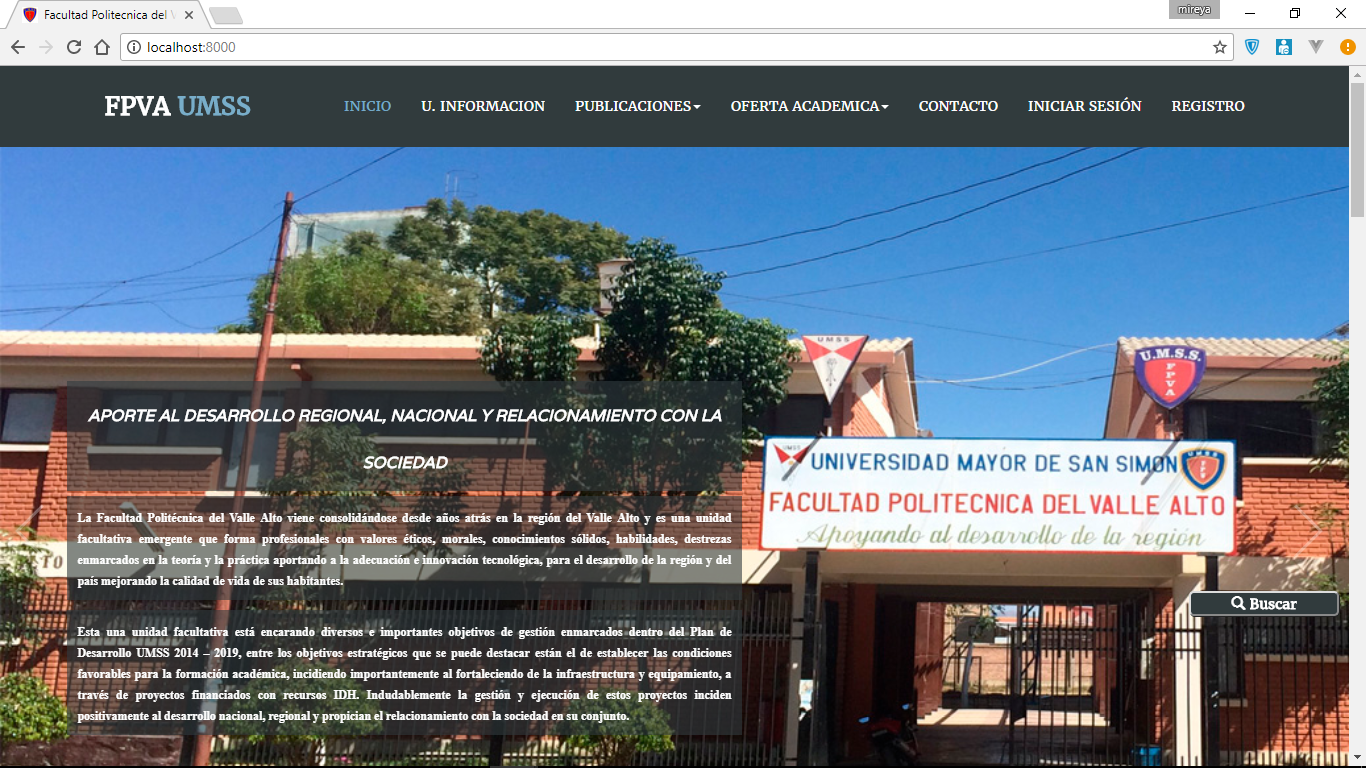 Facultad Politecnica del V
mireya
localhost:8000
FPVA UMSS
INICIO
U. INFORMACION
PUBLICACIONES
OFERTA ACADEMICA
CONTACTO
INICIAR SESIÓN
REGISTRO
UMSS
U.M.S.S.
FPVA
APORTE AL DESARROLLO REGIONAL, NACIONAL Y RELACIONAMIENTO CON LA
SOCIEDAD
UMSS
UNIVERSIDAD MAYOR DE SAN SIMON
UMSS
FACULTAD POLITECNICA DEL VALLE ALTO
Apoyando al desarrollo de la región
La Facultad Politécnica del Valle Alto viene consolidándose desde años atrás en la región del Valle Alto y es una unidad
facultativa emergente que forma profesionales con valores éticos, morales, conocimientos sólidos, habilidades, destrezas
enmarcados en la teoría y la práctica aportando a la adecuación e innovación tecnológica, para el desarrollo de la región y del
país mejorando la calidad de vida de sus habitantes.
Buscar
Esta una unidad facultativa está encarando diversos e importantes objetivos de gestión enmarcados dentro del Plan de
Desarrollo UMSS 2014 – 2019, entre los objetivos estratégicos que se puede destacar están el de establecer las condiciones
favorables para la formación académica, incidiendo importantemente al fortaleciendo de la infraestructura y equipamiento, a
través de proyectos financiados con recursos IDH. Indudablemente la gestión y ejecución de estos proyectos inciden
positivamente al desarrollo nacional, regional y propician el relacionamiento con la sociedad en su conjunto.